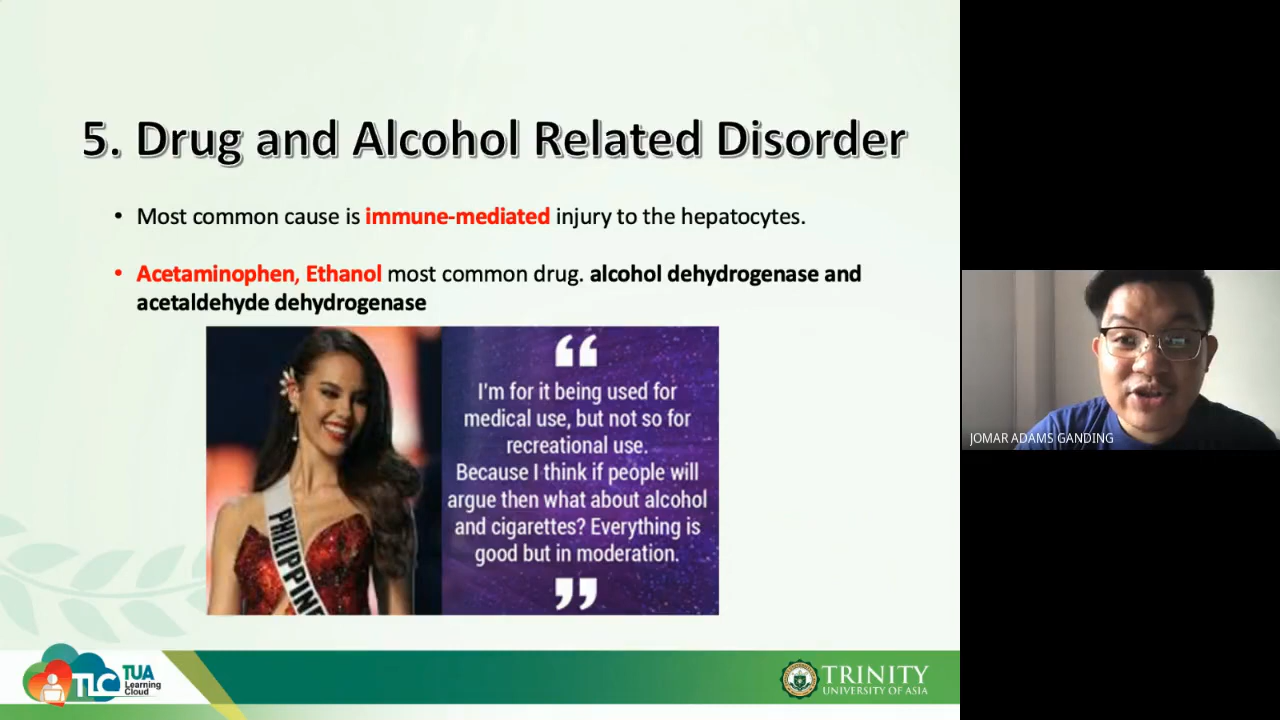 5. Drug and Alcohol Related Disorder
• Most common cause is immune-mediated injury to the hepatocytes.
• Acetaminophen, Ethanol most common drug. alcohol dehydrogenase and
acetaldehyde dehydrogenase
“
I'm for it being used for
medical use, but not so for
recreational use.
Because I think if people will
argue then what about alcohol
and cigarettes? Everything is
good but in moderation.
”
PHILIPPIN
JOMAR ADAMS GANDING
TLC
TUA
Learning
Cloud
TRINITY
UNIVERSITY OF ASIA